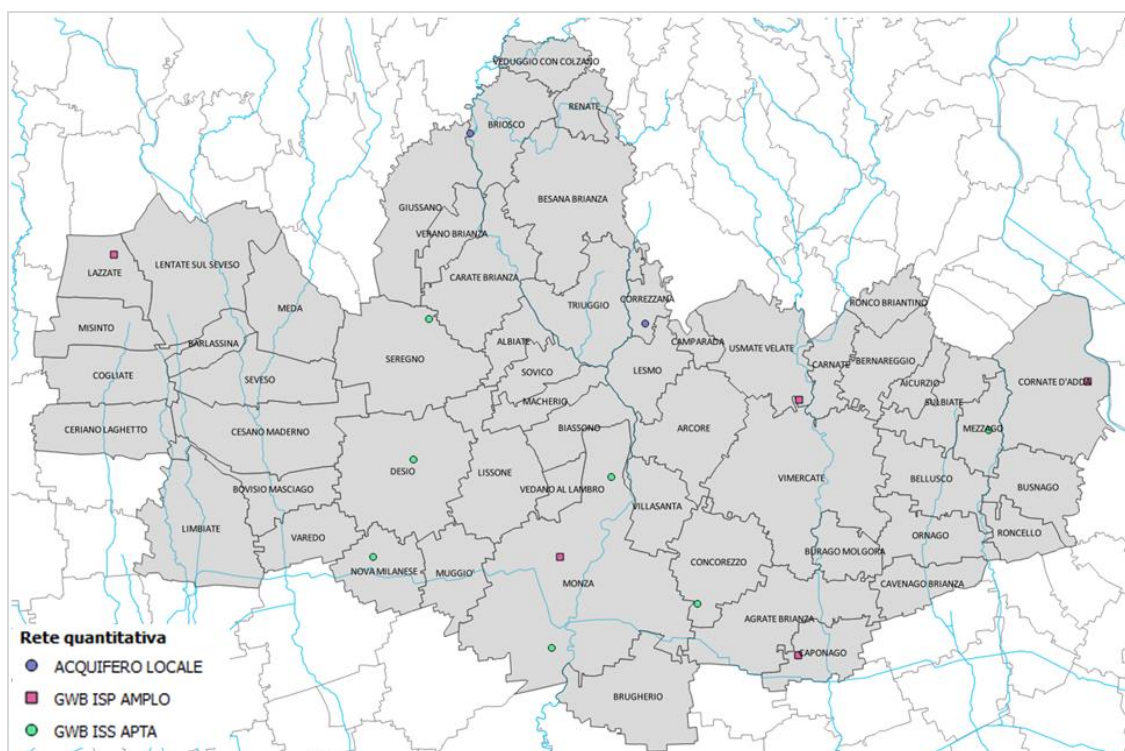 VEDUGGIO CON COLZANO
RENATE
BRIOSCO
BESANA BRIANZA
GIUSSANO
VERANO BRIANZA
LENTATE SUL SEVESO
LAZZATE
CARATE BRIANZA
CORREZZANA
RONCO BRIANTINO
MEDA
TRIUGGIO
MISINTO
BARLASSINA
ALBIATE
CAMPARADA
USMATE VELATE
SEREGNO
CARNATE
BERNAREGGIO
COGLIATE
SEVESO
SOVICO
LESMO
AICURZIO
CORNATE D'ADDA
MACHERIO
SULBIATE
CERIANO LAGHETTO
CESANO MADERNO
BIASSONO
ARCORE
MEZZAGO
DESIO
LISSONE
VIMERCATE
BELLUSCO
BUSNAGO
BOVISIO MASCIAGO
VEDANO AL LAMBRO
VILLASANTA
LIMBIATE
VAREDO
ORNAGO
RONCELLO
BURAGO MOLGORA
NOVA MILANESE
MUGGIO'
CONCOREZZO
MONZA
CAVENAGO BRIANZA
AGRATE BRIANZA
CAPONAGO
BRUGHERIO
Rete quantitativa
ACQUIFERO LOCALE
GWB ISP AMPLO
GWB ISS APTA